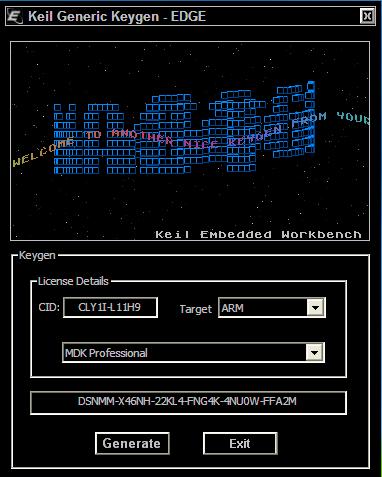 Keil Generic Keygen - EDGE
WELCOME TO ANOTHER NICE KEYGEN FROM YOUR
Keil Embedded Workbench
Keygen
License Details
CID: CLY1I-L11H9 Target ARM
MDK Professional
DSNMM-X46NH-22KL4-FNG4K-4NU0W-FFA2M
Generate Exit